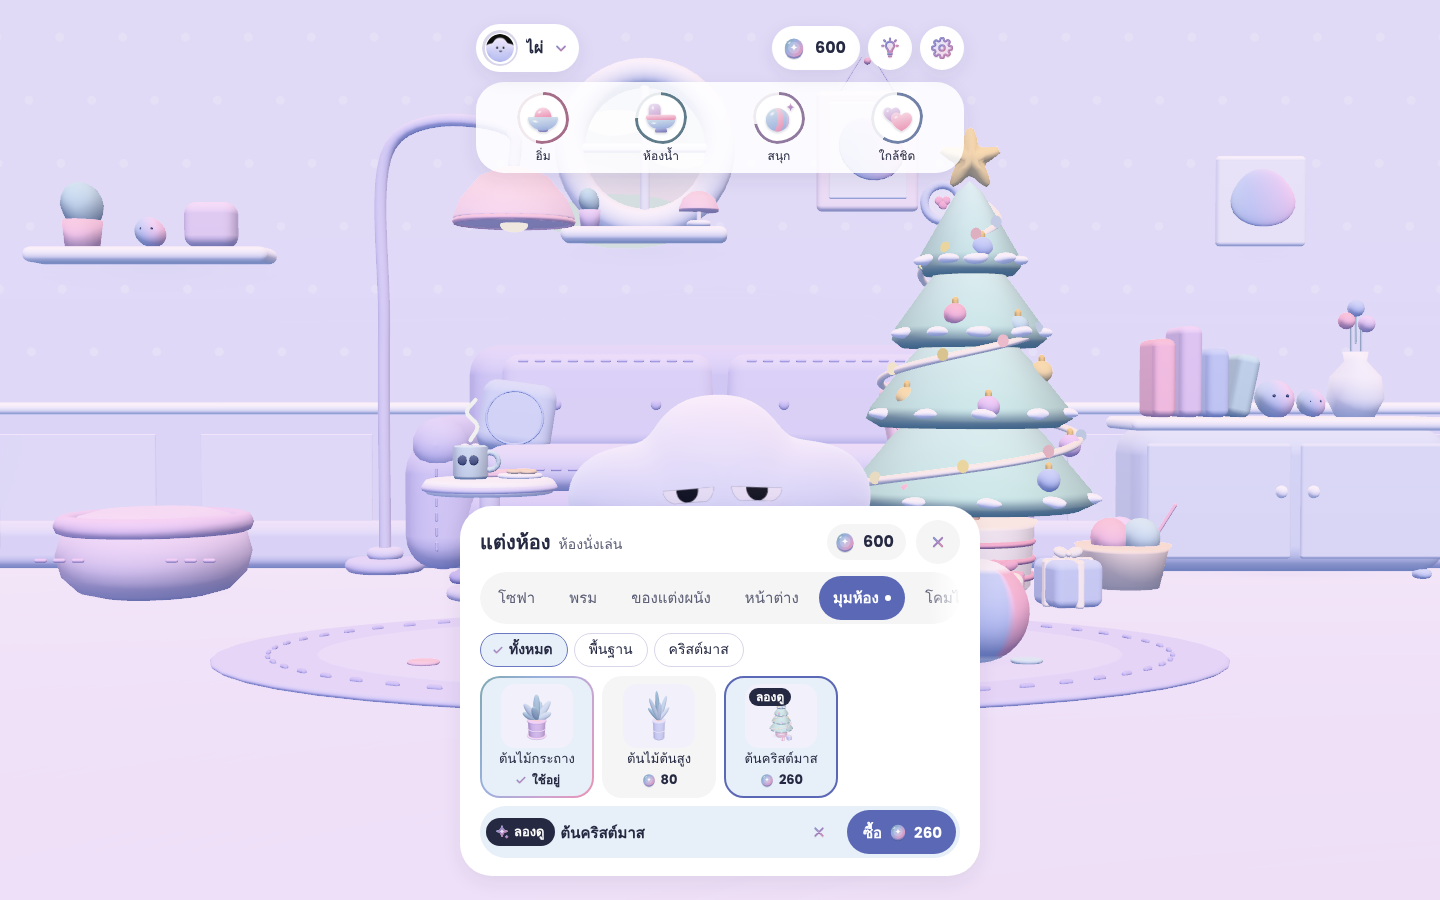 ไผ่
600
อิ่ม
ห้องน้ำ
สนุก
ใกล้ชิด
แต่งห้อง ห้องนั่งเล่น
600
โซฟา พรม ของแต่งผนัง หน้าต่าง มุมห้อง
ทั้งหมด พื้นฐาน คริสต์มาส
ลองดู
ต้นไม้กระถาง ต้นไม้ต้นสูง ต้นคริสต์มาส
ใช้อยู่ 80 260
ลองดู ต้นคริสต์มาส ซื้อ 260